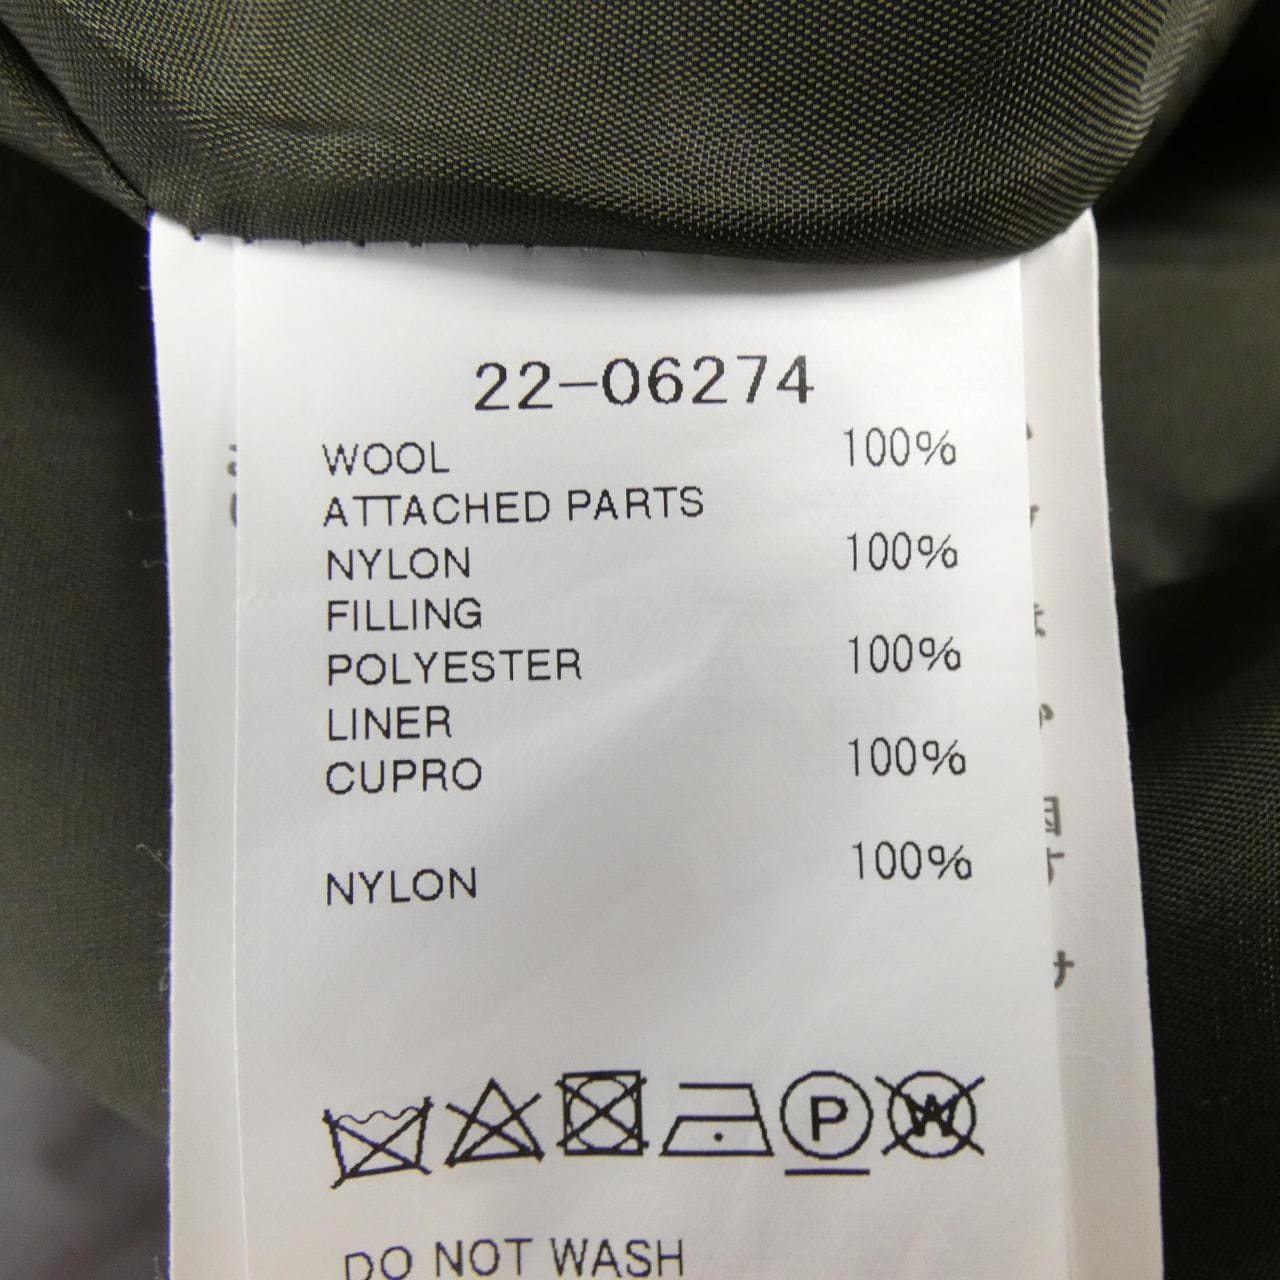 22-06274
WOOL 100%
ATTACHED PARTS
NYLON 100%
FILLING
POLYESTER 100%
LINER
CUPRO 100%
NYLON 100%
P
W
DO NOT WASH